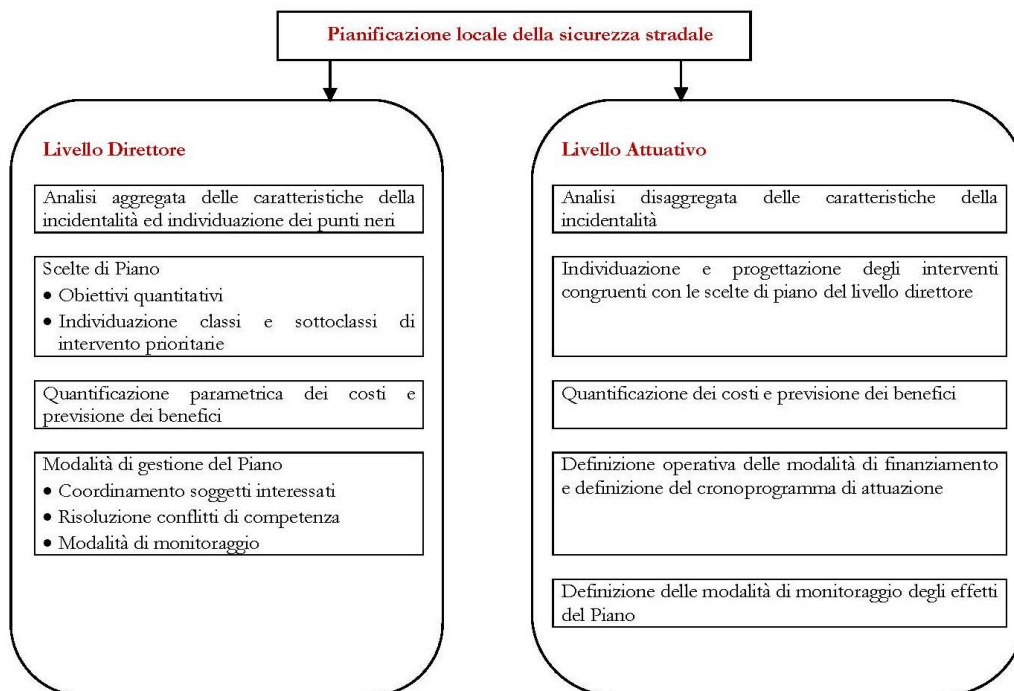 Pianificazione locale della sicurezza stradale
Livello Direttore
Analisi aggregata delle caratteristiche della
incidentalità ed individuazione dei punti neri
Scelte di Piano
• Obiettivi quantitativi
• Individuazione classi e sottoclassi di
intervento prioritarie
Quantificazione parametrica dei costi e
previsione dei benefici
Modalità di gestione del Piano
• Coordinamento soggetti interessati
• Risoluzione conflitti di competenza
• Modalità di monitoraggio
Livello Attuativo
Analisi disaggregata delle caratteristiche della
incidentalità
Individuazione e progettazione degli interventi
congruenti con le scelte di piano del livello direttore
Quantificazione dei costi e previsione dei benefici
Definizione operativa delle modalità di finanziamento
e definizione del cronoprogramma di attuazione
Definizione delle modalità di monitoraggio degli effetti
del Piano